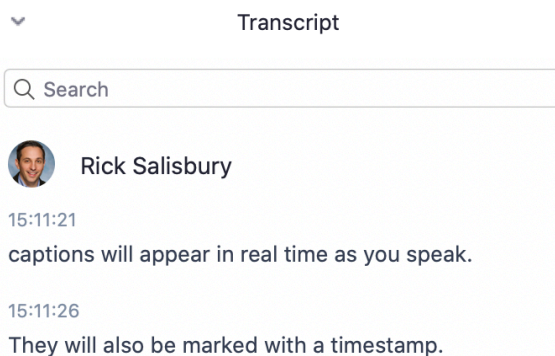 Transcript
Search
Rick Salisbury
15:11:21
captions will appear in real time as you speak.
15:11:26
They will also be marked with a timestamp.